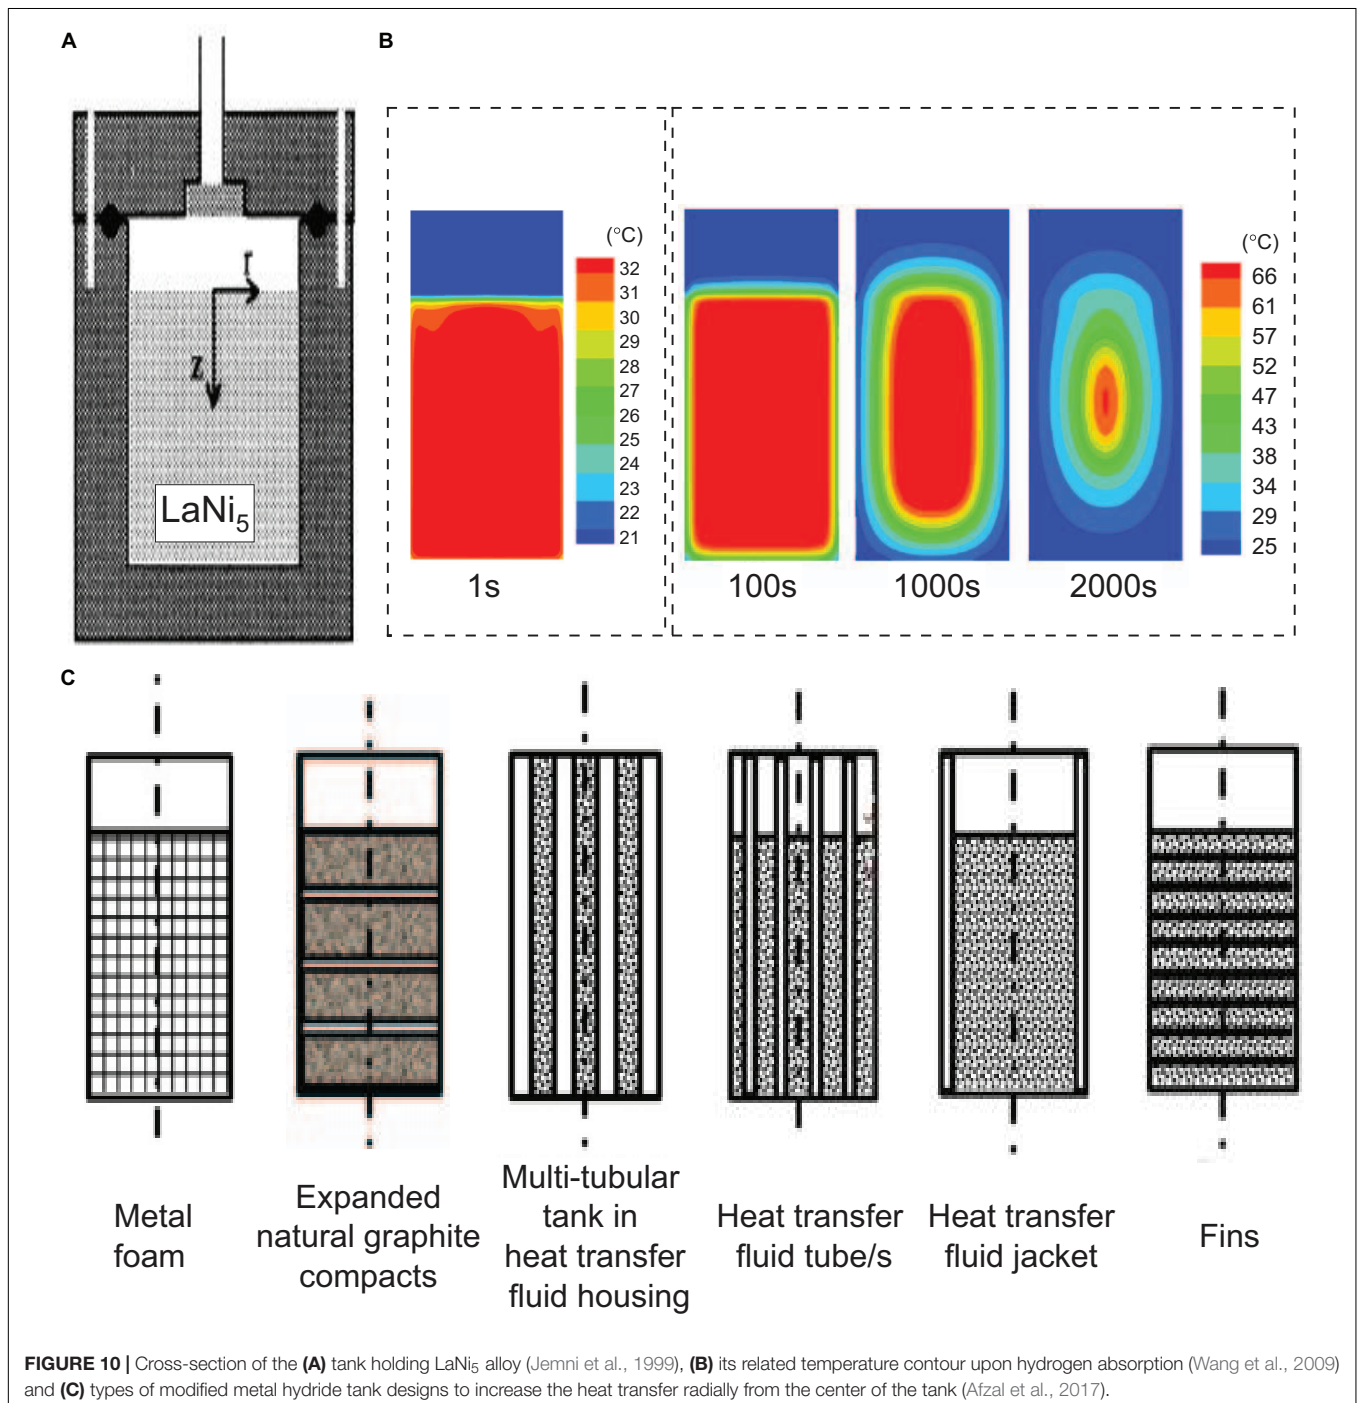 A
B
r
Z
LaNi5
(°C)
32
31
30
29
28
27
26
25
24
23
22
21
1s
100s
1000s
2000s
(°C)
66
61
57
52
47
43
38
34
29
25
C
Metal
foam
Expanded
natural graphite
compacts
Multi-tubular
tank in
heat transfer
fluid housing
Heat transfer
fluid tube/s
Heat transfer
fluid jacket
Fins
FIGURE 10 | Cross-section of the (A) tank holding LaNi5 alloy (Jemni et al., 1999), (B) its related temperature contour upon hydrogen absorption (Wang et al., 2009)
and (C) types of modified metal hydride tank designs to increase the heat transfer radially from the center of the tank (Afzal et al., 2017).